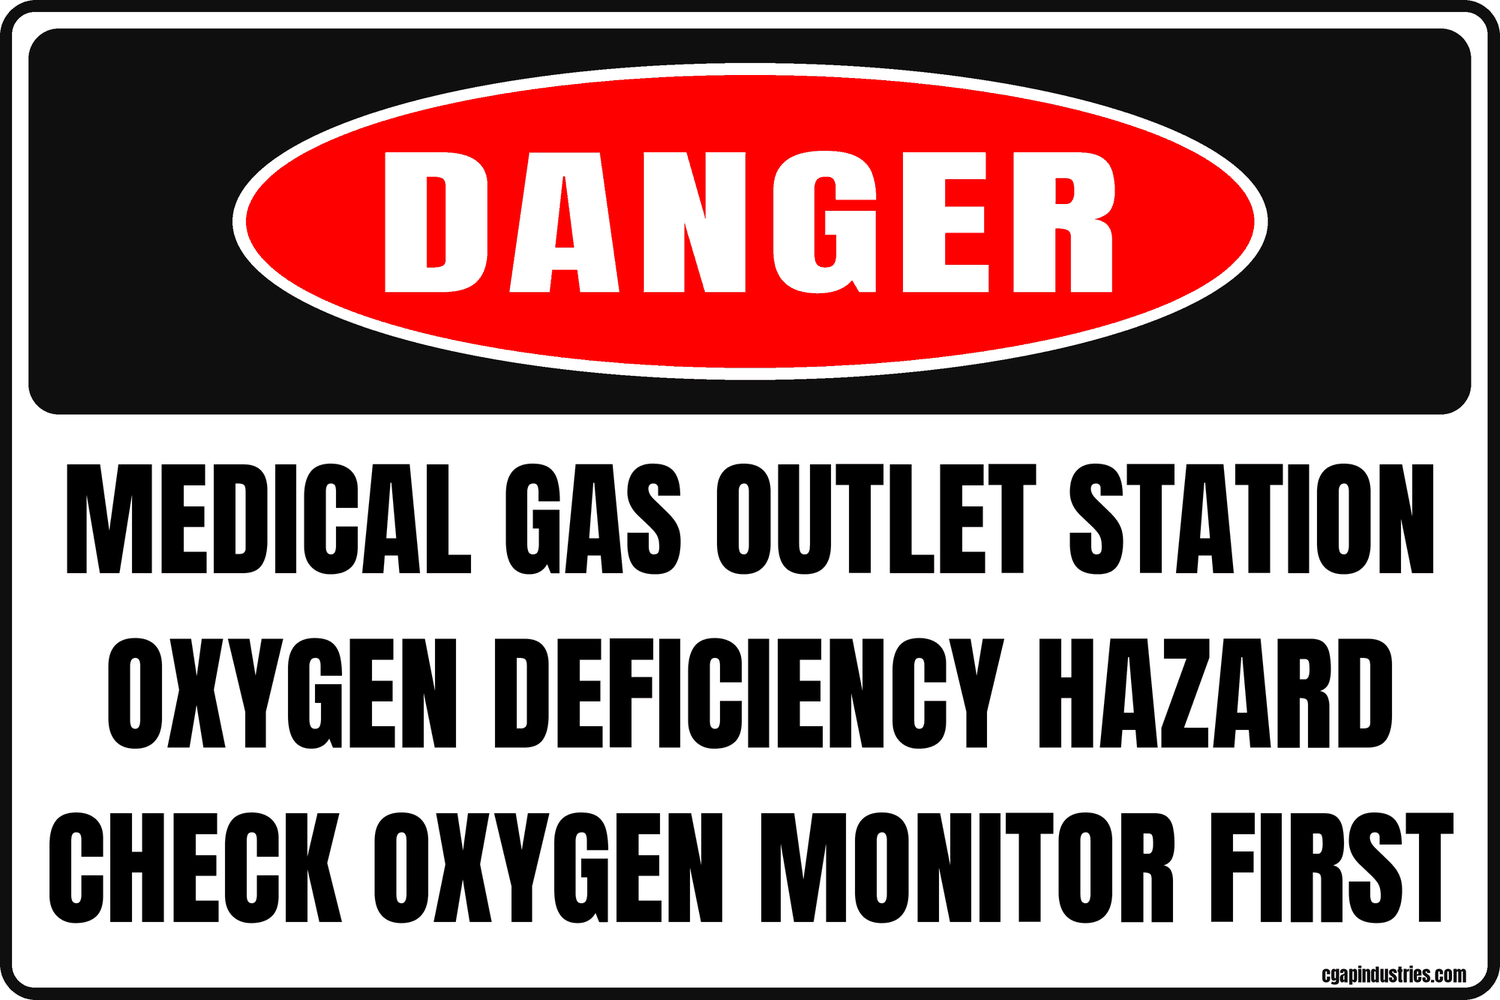 DANGER
MEDICAL GAS OUTLET STATION
OXYGEN DEFICIENCY HAZARD
CHECK OXYGEN MONITOR FIRST
cgapindustries.com